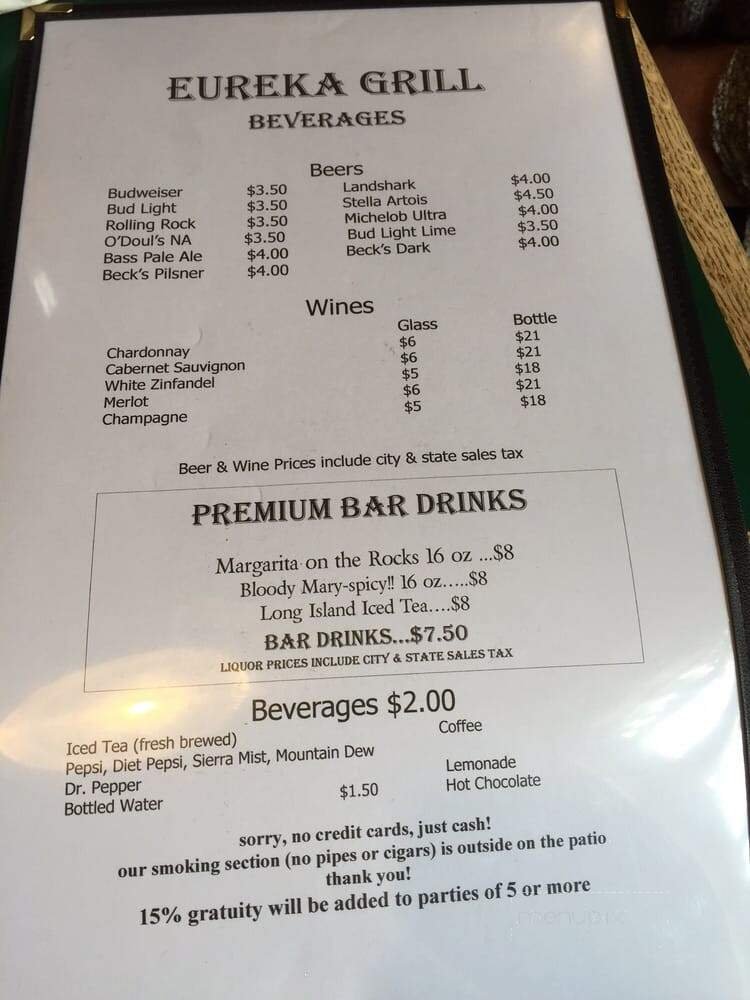 EUREKA GRILL
BEVERAGES
Beers
Budweiser $3.50 Landshark $4.00
Bud Light $3.50 Stella Artois $4.50
Rolling Rock $3.50 Michelob Ultra $4.00
O'Doul's NA $3.50 Bud Light Lime $3.50
Bass Pale Ale $4.00 Beck's Dark $4.00
Beck's Pilsner $4.00
Wines
Glass Bottle
Chardonnay $6 $21
Cabernet Sauvignon $6 $21
White Zinfandel $5 $18
Merlot $6 $21
Champagne $5 $18
Beer & Wine Prices include city & state sales tax
PREMIUM BAR DRINKS
Margarita on the Rocks 16 oz ...$8
Bloody Mary-spicy!! 16 oz.....$8
Long Island Iced Tea....$8
BAR DRINKS...$7.50
LIQUOR PRICES INCLUDE CITY & STATE SALES TAX
Beverages $2.00
Iced Tea (fresh brewed) Coffee
Pepsi, Diet Pepsi, Sierra Mist, Mountain Dew
Dr. Pepper Lemonade
Bottled Water $1.50 Hot Chocolate
sorry, no credit cards, just cash!
our smoking section (no pipes or cigars) is outside on the patio
thank you!
15% gratuity will be added to parties of 5 or more